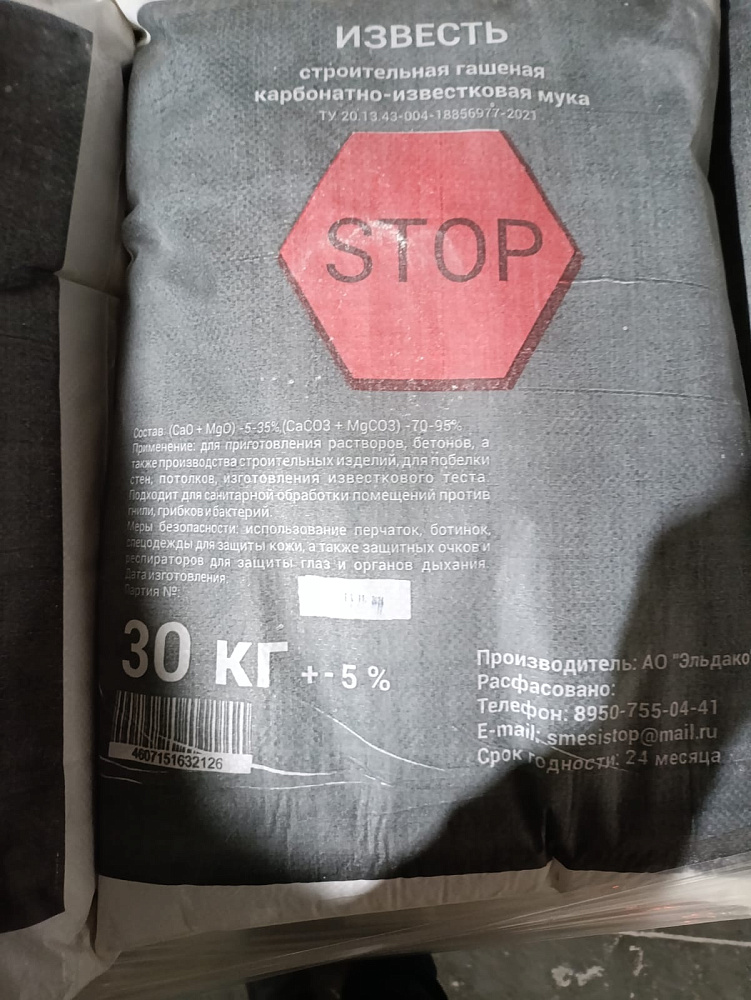 ИЗВЕСТЬ
строительная гашеная
карбонатно-известковая мука
ТУ 20.13.43-004-18856977-2021
STOP
Состав: (CaO + MgO) -5-35%,(CaCO3 + MgCO3) -70-95%
Применение: для приготовления растворов, бетонов, а
также производства строительных изделий, для побелки
стен, потолков, изготовления известкового теста.
Подходит для санитарной обработки помещений против
гнили, грибков и бактерий.
Меры безопасности: использование перчаток, ботинок,
спецодежды для защиты кожи, а также защитных очков и
респираторов для защиты глаз и органов дыхания.
Дата изготовления:
Партия №:
30 кг +-5 %
4607151632126
Производитель: АО "Эльдако
Расфасовано:
Телефон: 8950-755-04-41
E-mail: smesistop@mail.ru
Срок годности: 24 месяца